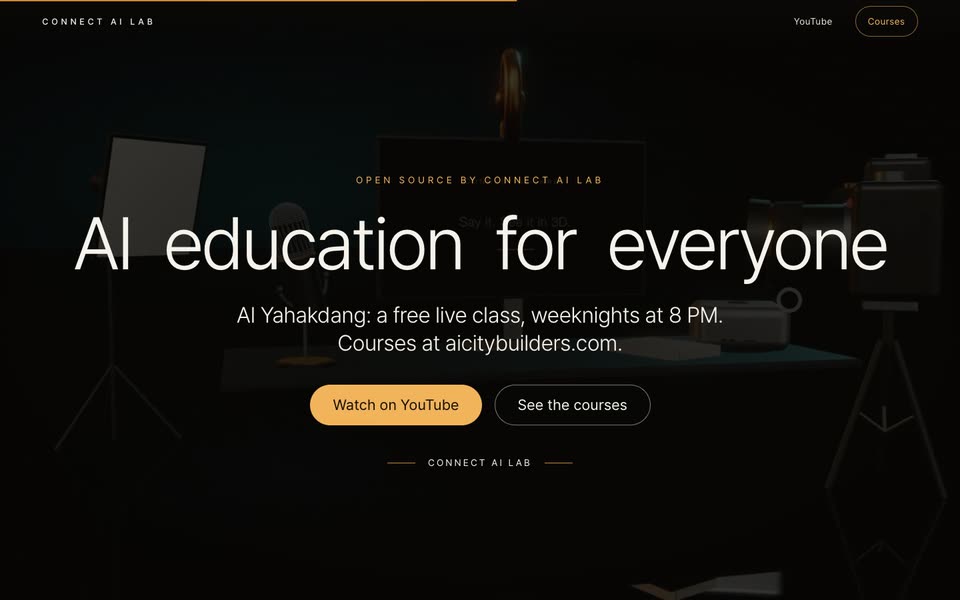 CONNECT AI LAB
YouTube
Courses
OPEN SOURCE BY CONNECT AI LAB
AI education for everyone
AI Yahakdang: a free live class, weeknights at 8 PM.
Courses at aicitybuilders.com.
Watch on YouTube
See the courses
CONNECT AI LAB